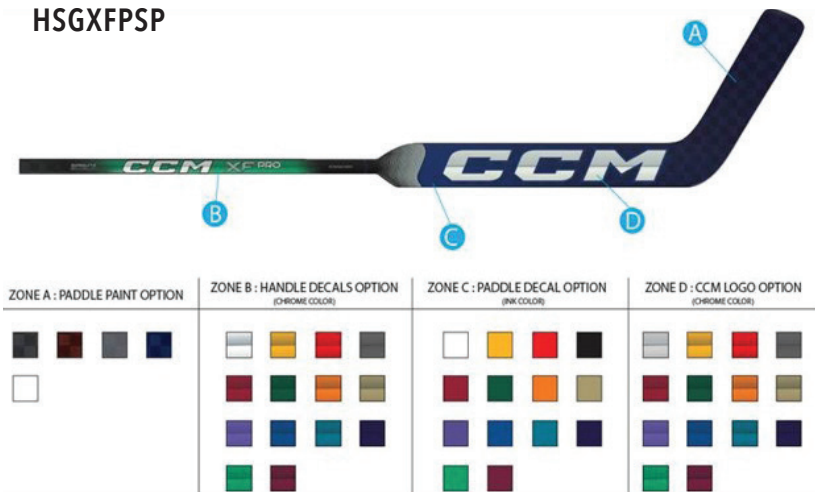 HSGXFPSP
A
CCM XF PRO
CCM
B
C
D
ZONE A : PADDLE PAINT OPTION
ZONE B : HANDLE DECALS OPTION
(CHROME COLOR)
ZONE C : PADDLE DECAL OPTION
(INK COLOR)
ZONE D : CCM LOGO OPTION
(CHROME COLOR)